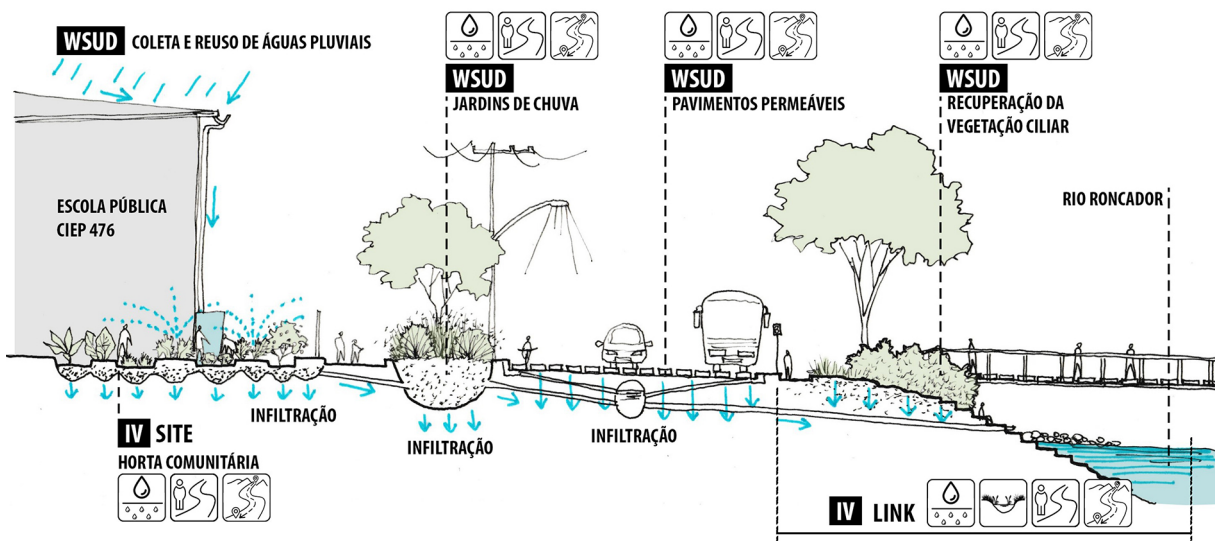 WSUD COLETA E REUSO DE ÁGUAS PLUVIAIS
WSUD
JARDINS DE CHUVA
WSUD
PAVIMENTOS PERMEÁVEIS
WSUD
RECUPERAÇÃO DA
VEGETAÇÃO CILIAR
ESCOLA PÚBLICA
CIEP 476
RIO RONCADOR
INFILTRAÇÃO
INFILTRAÇÃO
INFILTRAÇÃO
IV SITE
HORTA COMUNITÁRIA
IV LINK